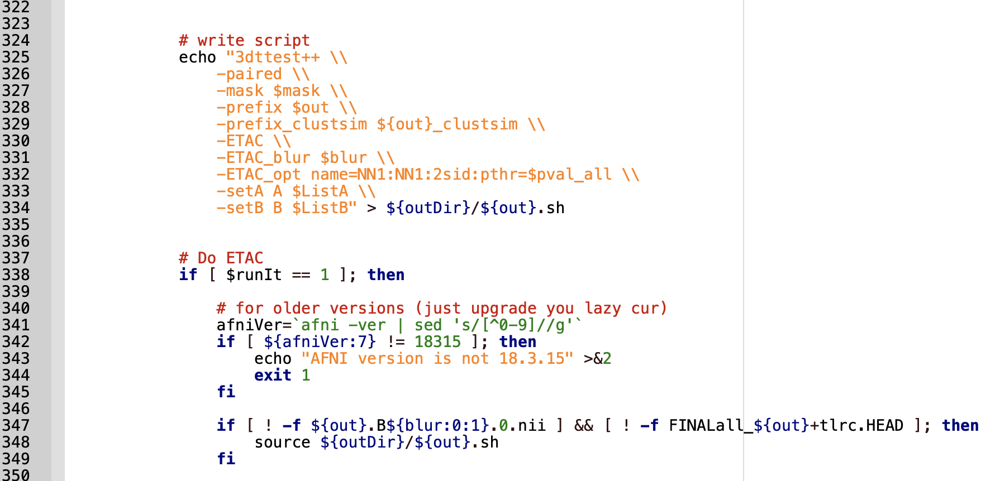 322
323
324 # write script
325 echo "3dttest++ \\
326 -paired \\
327 -mask $mask \\
328 -prefix $out \\
329 -prefix_clustsim ${out}_clustsim \\
330 -ETAC \\
331 -ETAC_blur $blur \\
332 -ETAC_opt name=NN1:NN1:2sid:pthr=$pval_all \\
333 -setA A $ListA \\
334 -setB B $ListB" > ${outDir}/${out}.sh
335
336
337 # Do ETAC
338 if [ $runIt == 1 ]; then
339
340 # for older versions (just upgrade you lazy cur)
341 afniVer=`afni -ver | sed 's/[^0-9]//g'`
342 if [ ${afniVer:7} != 18315 ]; then
343 echo "AFNI version is not 18.3.15" >&2
344 exit 1
345 fi
346
347 if [ ! -f ${out}.B${blur:0:1}.0.nii ] && [ ! -f FINALall_${out}+tlrc.HEAD ]; then
348 source ${outDir}/${out}.sh
349 fi
350